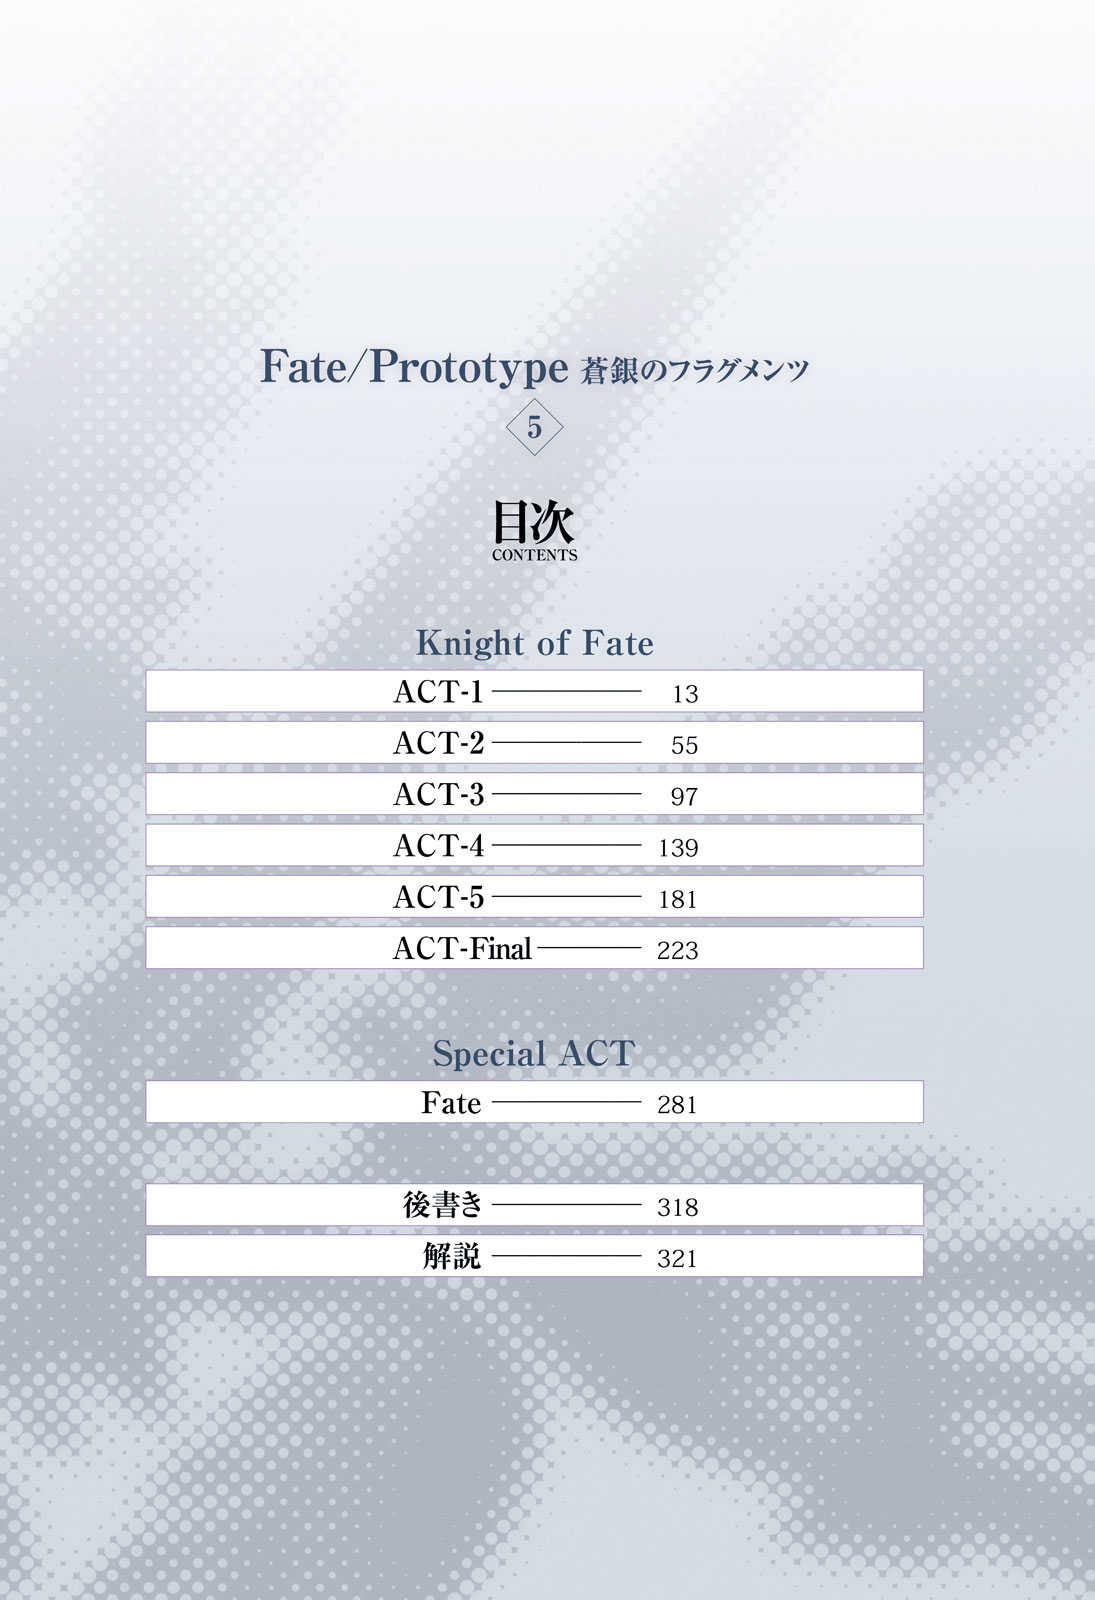 Fate/Prototype 蒼銀のフラグメンツ
5
目次
CONTENTS
Knight of Fate
ACT-1 ——— 13
ACT-2 ——— 55
ACT-3 ——— 97
ACT-4 ——— 139
ACT-5 ——— 181
ACT-Final ——— 223
Special ACT
Fate ——— 281
後書き ——— 318
解説 ——— 321